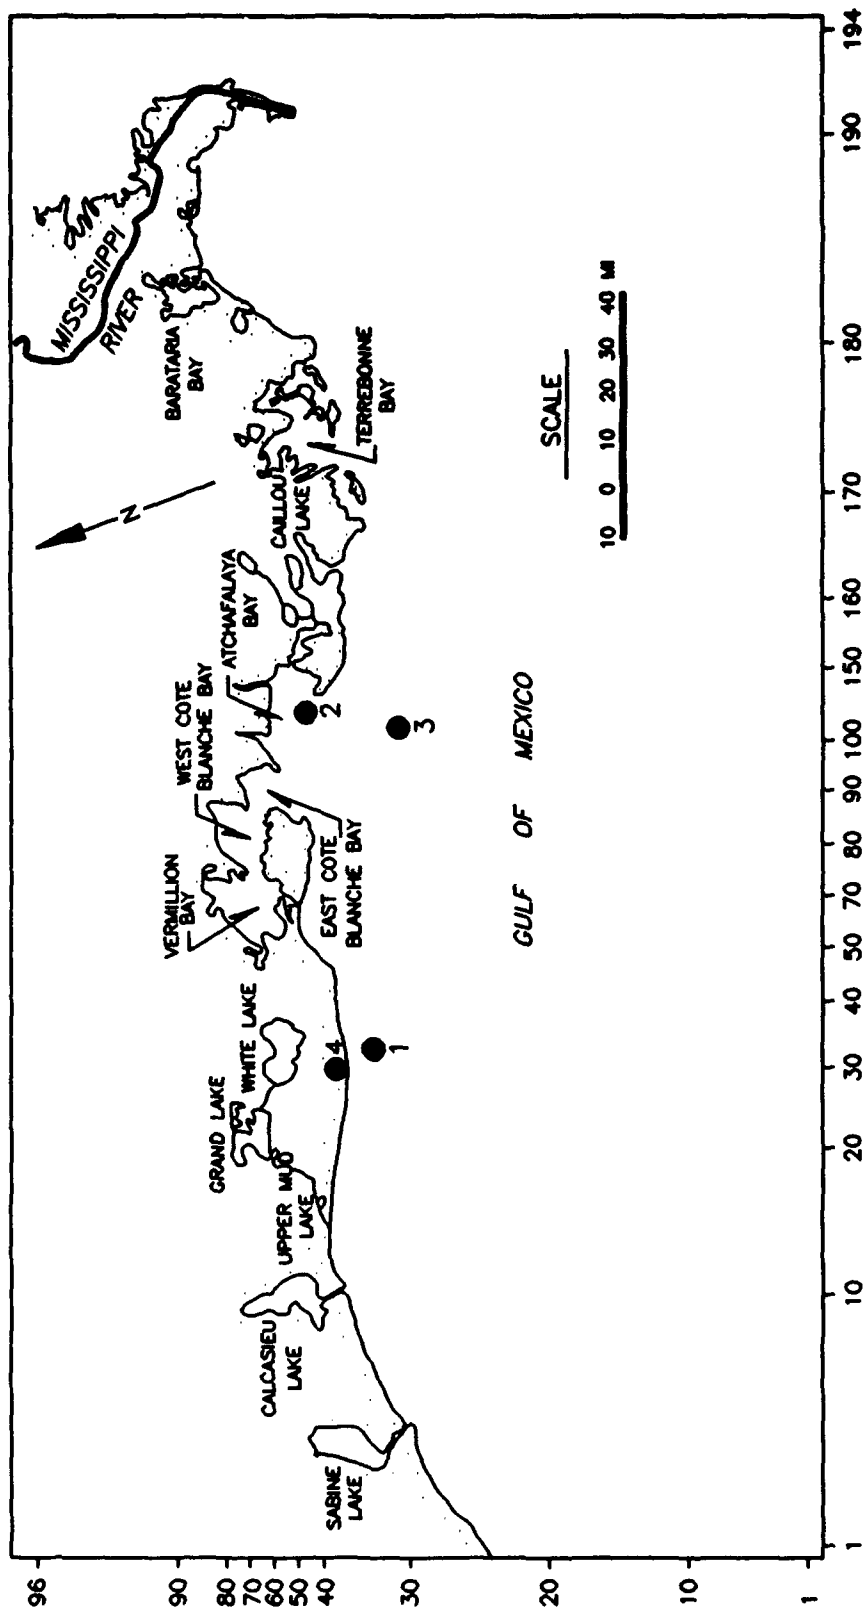 MISSISSIPPI
RIVER
BARATARIA
BAY
TERREBONNE
BAY
CAILLOU
LAKE
N
ATCHAFALAYA
BAY
WEST COTE
BLANCHE BAY
VERMILLION
BAY
EAST COTE
BLANCHE BAY
WHITE LAKE
GRAND LAKE
UPPER MUD
LAKE
CALCASIEU
LAKE
SABINE
LAKE
2
3
4
1
GULF OF MEXICO
SCALE
10 0 10 20 30 40 MI
96
90
80
70
60
50
40
30
20
10
1
1 10 20 30 40 50 70 80 90 100 150 160 170 180 190 194